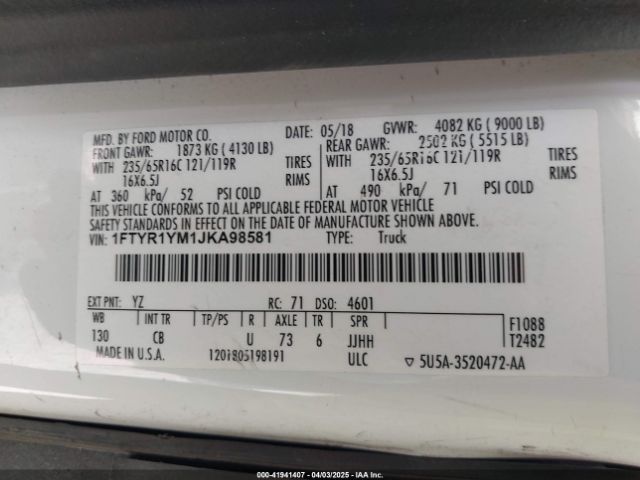 MFD. BY FORD MOTOR CO. DATE: 05/18 GVWR: 4082 KG ( 9000 LB)
FRONT GAWR: 1873 KG ( 4130 LB) REAR GAWR: 2502 KG ( 5515 LB)
WITH 235/65R16C 121/119R TIRES WITH 235/65R16C 121/119R TIRES
16X6.5J RIMS 16X6.5J RIMS
AT 360 kPa/ 52 PSI COLD AT 490 kPa/ 71 PSI COLD
THIS VEHICLE CONFORMS TO ALL APPLICABLE FEDERAL MOTOR VEHICLE
SAFETY STANDARDS IN EFFECT ON THE DATE OF MANUFACTURE SHOWN ABOVE.
VIN: 1FTYR1YM1JKA98581 TYPE: Truck
EXT PNT: YZ RC: 71 DSO: 4601
WB INT TR TP/PS R AXLE TR SPR F1088
130 CB U 73 6 JJHH T2482
MADE IN U.S.A. 1201805198191 ULC ▽ 5U5A-3520472-AA
00-41941407 | 04/03/2025 - AA - IAA Branches